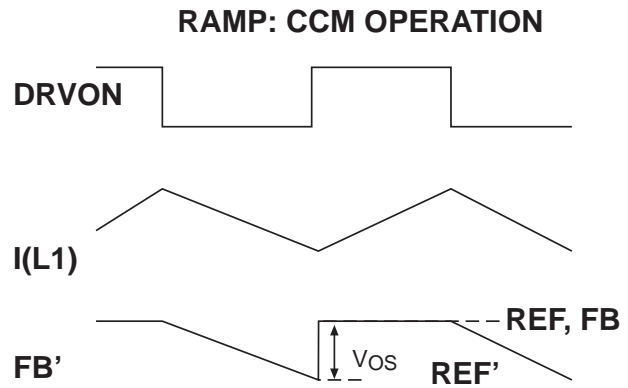 RAMP: CCM OPERATION
DRVON
I(L1)
REF, FB
VOS
FB'
REF'